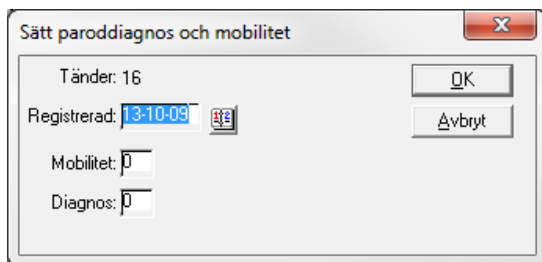 Sätt paroddiagnos och mobilitet
Tänder: 16
OK
Registrerad: 13-10-09
Avbryt
Mobilitet: 0
Diagnos: 0